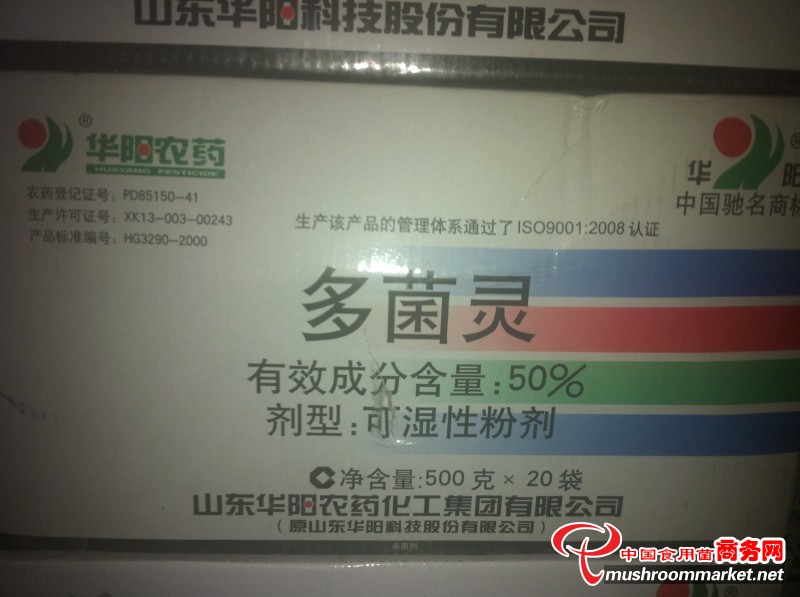 山东华阳科技股份有限公司
®
华阳农药
HUAYANG PESTICIDE
农药登记证号：PD85150-41
生产许可证号：XK13-003-00243
产品标准编号：HG3290-2000
®
华 阳
中国驰名商标
生产该产品的管理体系通过了ISO9001:2008认证
多菌灵
有效成分含量:50%
剂型:可湿性粉剂
净含量:500克×20袋
山东华阳农药化工集团有限公司
（原山东华阳科技股份有限公司）
杀菌剂
中国食用菌商务网
mushroommarket.net